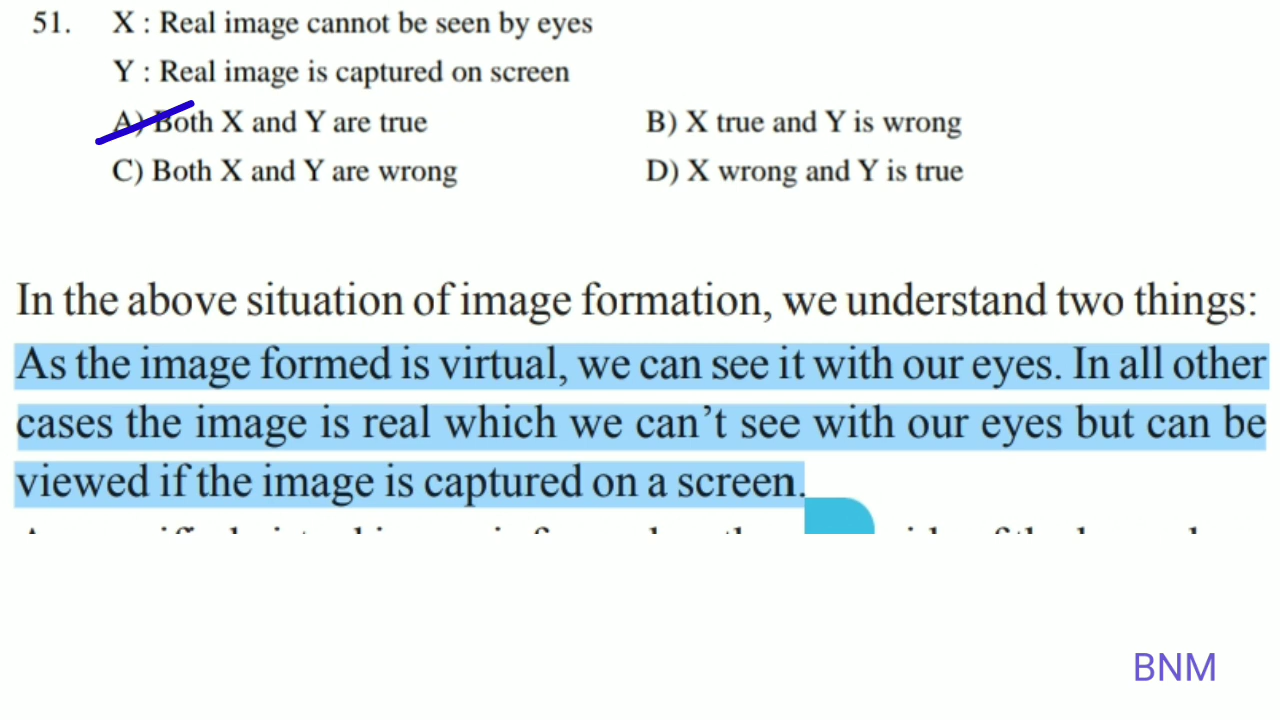 51. X : Real image cannot be seen by eyes
Y : Real image is captured on screen
A) Both X and Y are true B) X true and Y is wrong
C) Both X and Y are wrong D) X wrong and Y is true
In the above situation of image formation, we understand two things:
As the image formed is virtual, we can see it with our eyes. In all other
cases the image is real which we can’t see with our eyes but can be
viewed if the image is captured on a screen.
BNM